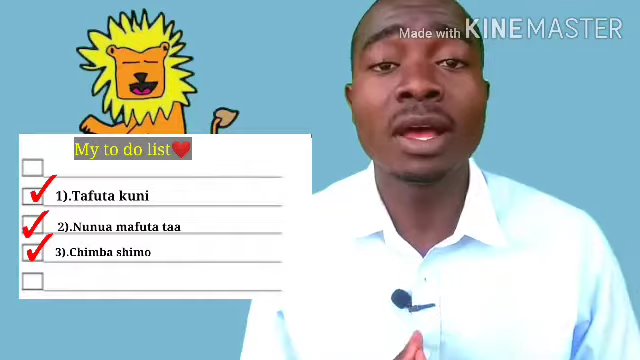 Made with KINEMASTER
My to do list❤️
1).Tafuta kuni
2).Nunua mafuta taa
3).Chimba shimo